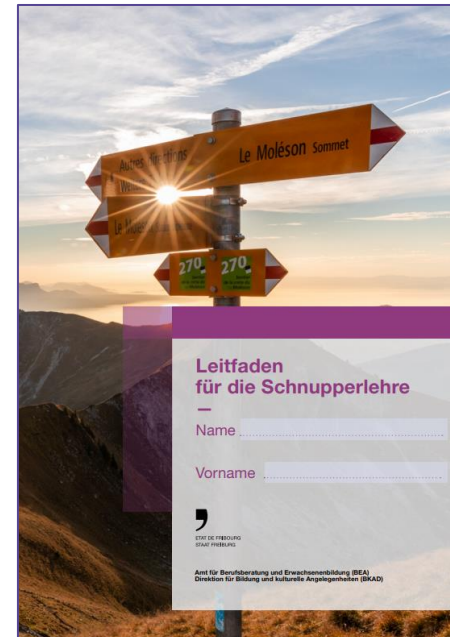 Autres directions
Le Moléson Sommet
270
270
Leitfaden
für die Schnupperlehre
Name
Vorname
ETAT DE FRIBOURG
STAAT FREIBURG
Amt für Berufsberatung und Erwachsenenbildung (BEA)
Direktion für Bildung und kulturelle Angelegenheiten (BKAD)